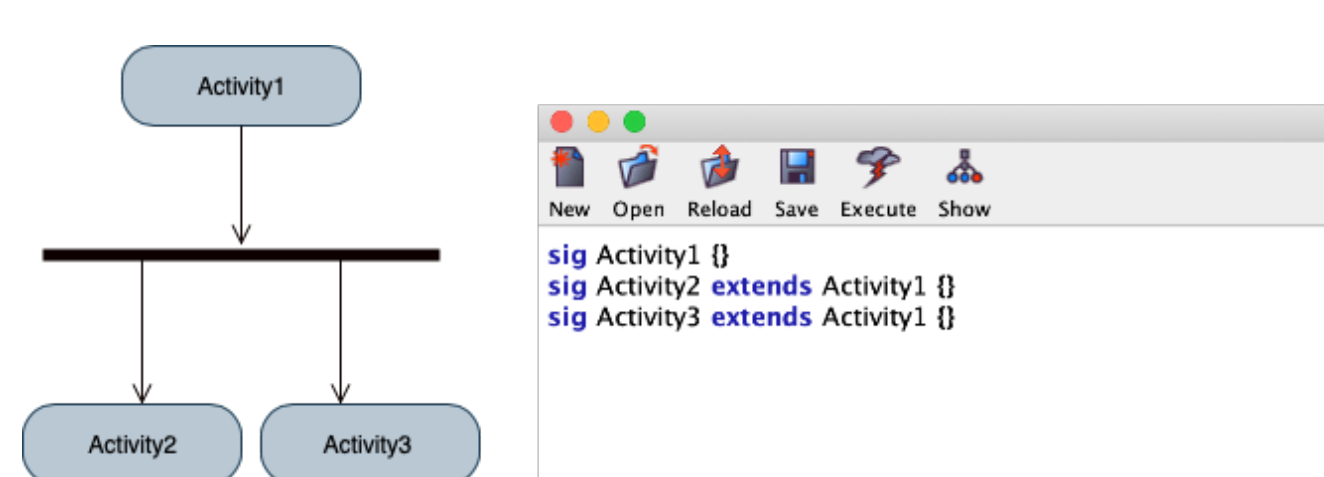 Activity1
Activity2
Activity3
New Open Reload Save Execute Show
sig Activity1 {}
sig Activity2 extends Activity1 {}
sig Activity3 extends Activity1 {}